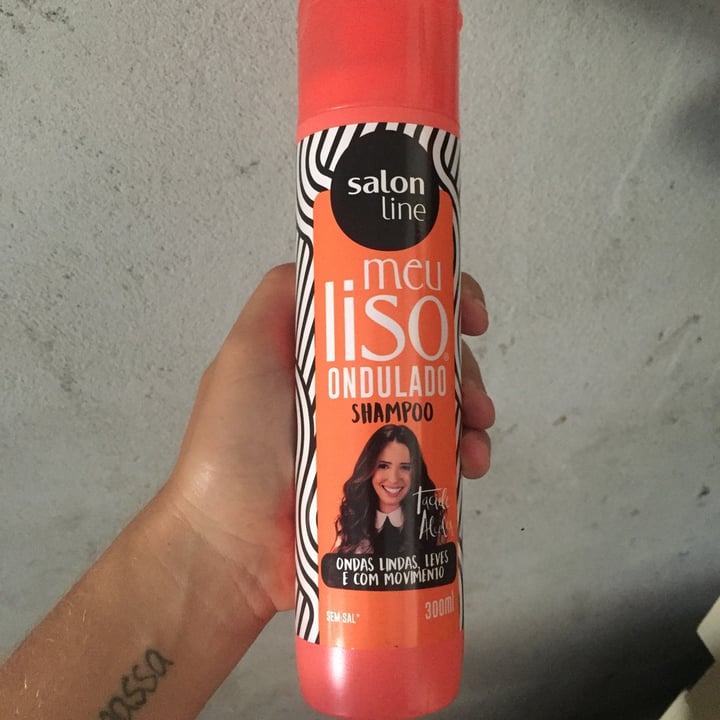 salon
line
meu
liso
ONDULADO
SHAMPOO
ONDAS LINDAS, LEVES
E COM MOVIMENTO
SEM SAL*
300ml